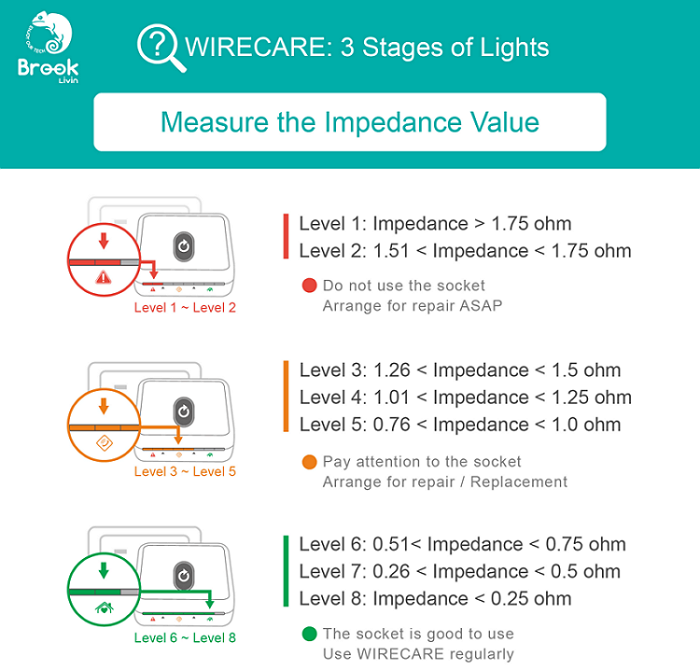 Brook
Livin
WIRECARE: 3 Stages of Lights
Measure the Impedance Value
Level 1: Impedance > 1.75 ohm
Level 2: 1.51 < Impedance < 1.75 ohm
Do not use the socket
Arrange for repair ASAP
Level 1 ~ Level 2
Level 3: 1.26 < Impedance < 1.5 ohm
Level 4: 1.01 < Impedance < 1.25 ohm
Level 5: 0.76 < Impedance < 1.0 ohm
Pay attention to the socket
Arrange for repair / Replacement
Level 3 ~ Level 5
Level 6: 0.51< Impedance < 0.75 ohm
Level 7: 0.26 < Impedance < 0.5 ohm
Level 8: Impedance < 0.25 ohm
The socket is good to use
Use WIRECARE regularly
Level 6 ~ Level 8